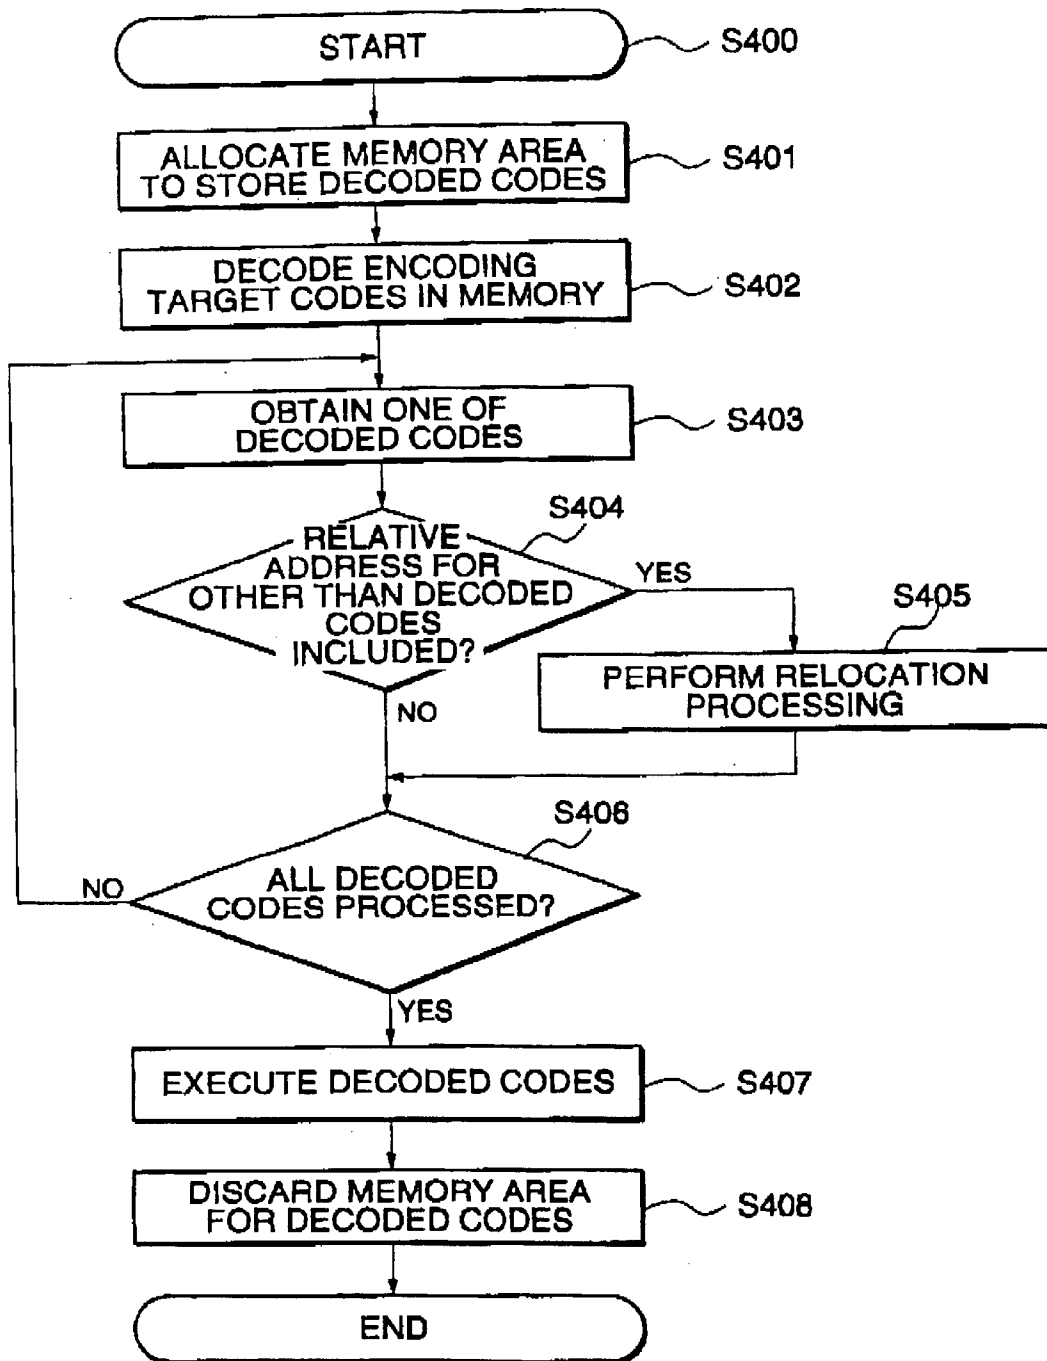 START
S400
ALLOCATE MEMORY AREA
TO STORE DECODED CODES
S401
DECODE ENCODING
TARGET CODES IN MEMORY
S402
OBTAIN ONE OF
DECODED CODES
S403
S404
RELATIVE
ADDRESS FOR
OTHER THAN DECODED
CODES
INCLUDED?
YES
S405
PERFORM RELOCATION
PROCESSING
NO
S406
ALL DECODED
CODES PROCESSED?
NO
YES
EXECUTE DECODED CODES
S407
DISCARD MEMORY AREA
FOR DECODED CODES
S408
END